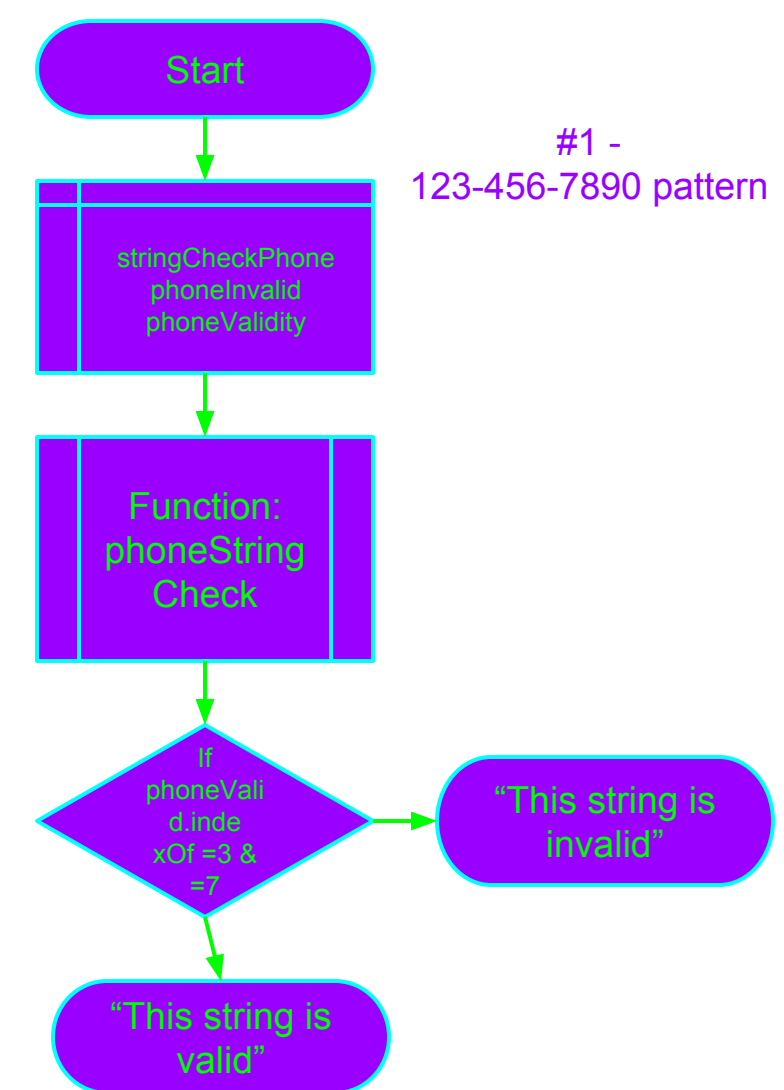 Start
#1 -
123-456-7890 pattern
stringCheckPhone
phoneInvalid
phoneValidity
Function:
phoneString
Check
If
phoneVali
d.inde
xOf =3 &
=7
“This string is
invalid”
“This string is
valid”